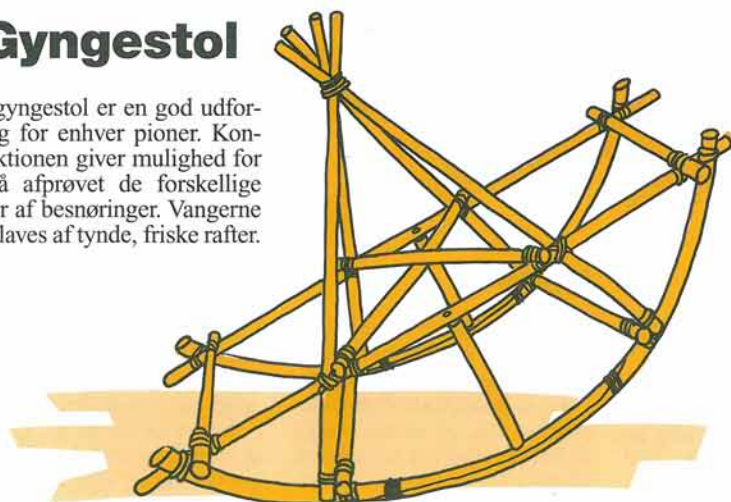 Gyngestol
gyngestol er en god udfor-
g for enhver pioner. Kon-
ktionen giver mulighed for
å afprøvet de forskellige
r af besnøringer. Vangerne
laves af tynde, friske rafter.